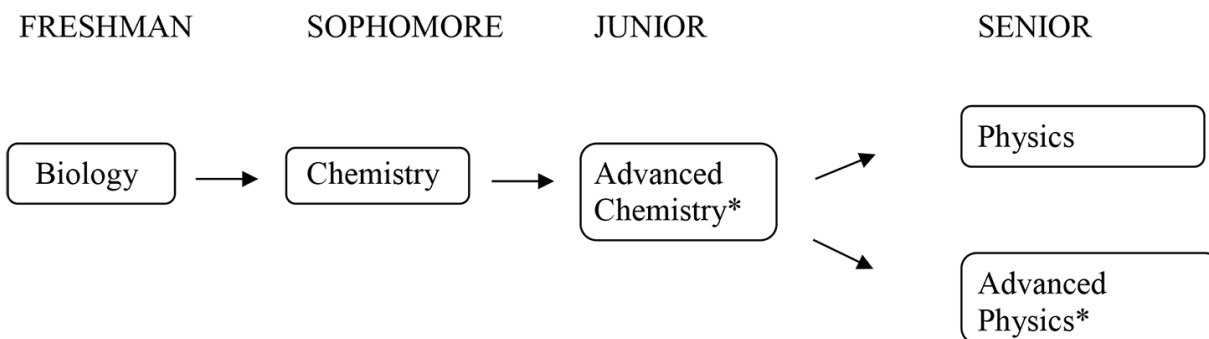 FRESHMAN SOPHOMORE JUNIOR SENIOR
Biology
Chemistry
Advanced
Chemistry*
Physics
Advanced
Physics*